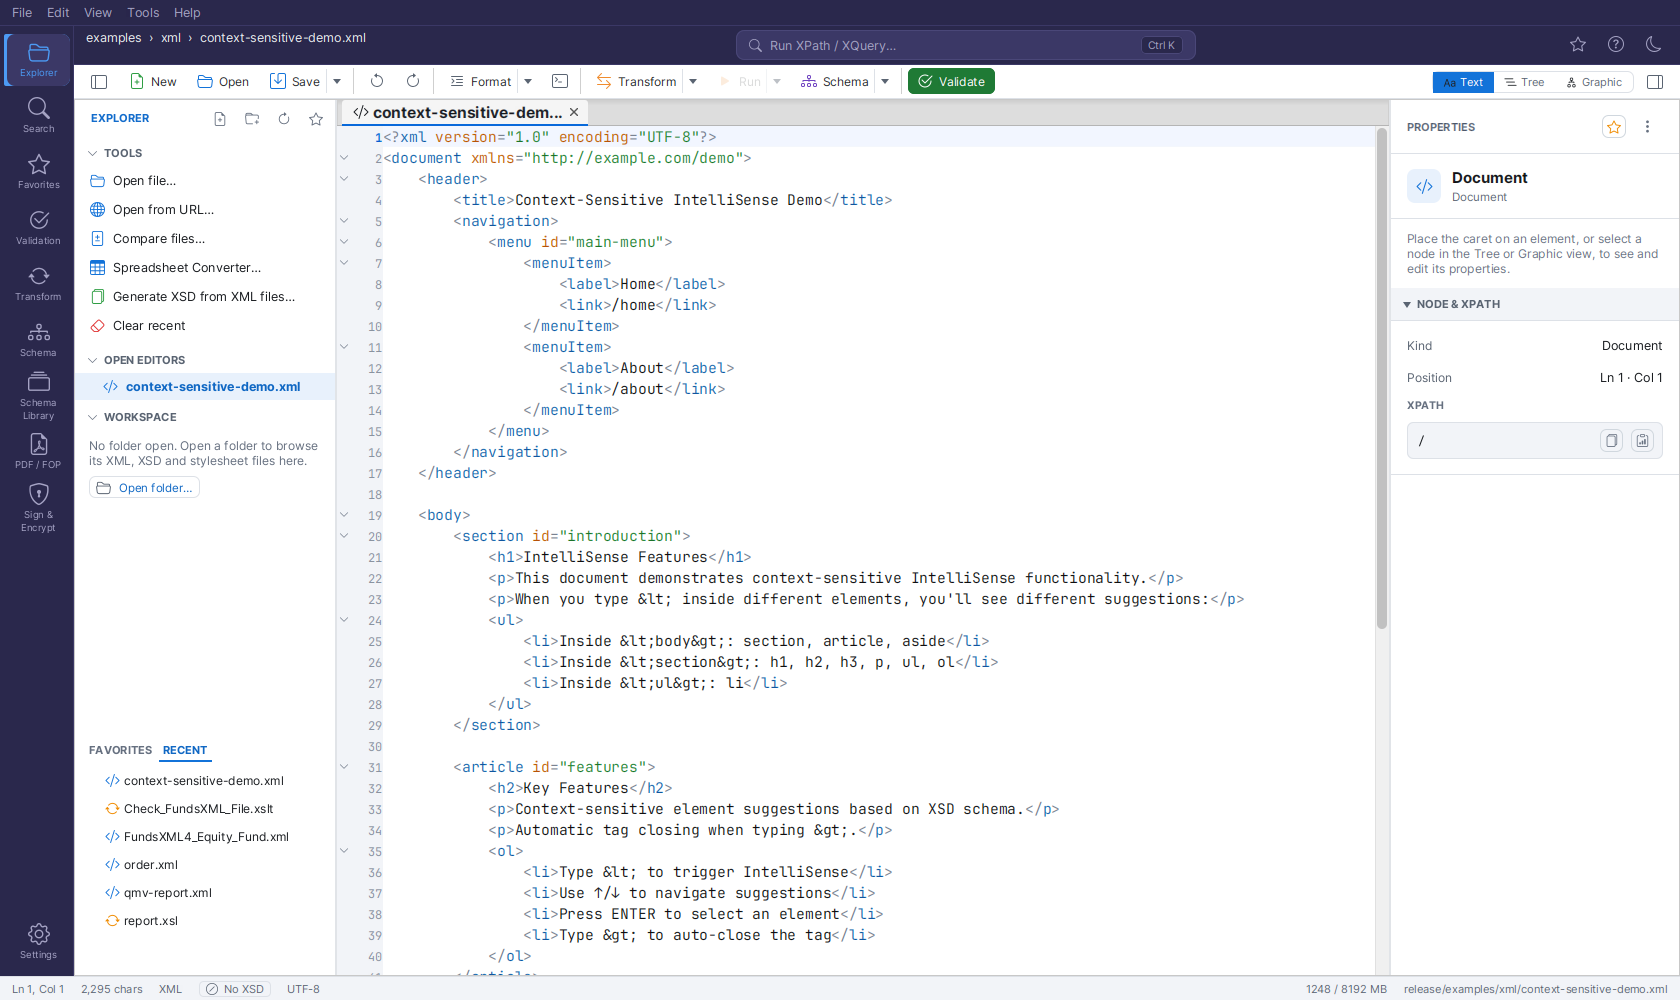 File Edit View Tools Help
examples › xml › context-sensitive-demo.xml
Run XPath / XQuery...
Ctrl K
New
Open
Save
Format
Transform
Run
Schema
Validate
Aa Text
Tree
Graphic
Explorer
Search
Favorites
Validation
Transform
Schema
Schema
Library
PDF / FOP
Sign &
Encrypt
Settings
EXPLORER
TOOLS
Open file...
Open from URL...
Compare files...
Spreadsheet Converter...
Generate XSD from XML files...
Clear recent
OPEN EDITORS
context-sensitive-demo.xml
WORKSPACE
No folder open. Open a folder to browse
its XML, XSD and stylesheet files here.
Open folder...
FAVORITES RECENT
context-sensitive-demo.xml
Check_FundsXML_File.xslt
FundsXML4_Equity_Fund.xml
order.xml
qmv-report.xml
report.xsl
context-sensitive-dem...
1 <?xml version="1.0" encoding="UTF-8"?>
2 <document xmlns="http://example.com/demo">
3 <header>
4 <title>Context-Sensitive IntelliSense Demo</title>
5 <navigation>
6 <menu id="main-menu">
7 <menuItem>
8 <label>Home</label>
9 <link>/home</link>
10 </menuItem>
11 <menuItem>
12 <label>About</label>
13 <link>/about</link>
14 </menuItem>
15 </menu>
16 </navigation>
17 </header>
18
19 <body>
20 <section id="introduction">
21 <h1>IntelliSense Features</h1>
22 <p>This document demonstrates context-sensitive IntelliSense functionality.</p>
23 <p>When you type &lt; inside different elements, you'll see different suggestions:</p>
24 <ul>
25 <li>Inside &lt;body&gt;: section, article, aside</li>
26 <li>Inside &lt;section&gt;: h1, h2, h3, p, ul, ol</li>
27 <li>Inside &lt;ul&gt;: li</li>
28 </ul>
29 </section>
30
31 <article id="features">
32 <h2>Key Features</h2>
33 <p>Context-sensitive element suggestions based on XSD schema.</p>
34 <p>Automatic tag closing when typing &gt;.</p>
35 <ol>
36 <li>Type &lt; to trigger IntelliSense</li>
37 <li>Use ↑/↓ to navigate suggestions</li>
38 <li>Press ENTER to select an element</li>
39 <li>Type &gt; to auto-close the tag</li>
40 </ol>
PROPERTIES
Document
Document
Place the caret on an element, or select a
node in the Tree or Graphic view, to see and
edit its properties.
NODE & XPATH
Kind Document
Position Ln 1 · Col 1
XPATH
/
Ln 1, Col 1 2,295 chars XML No XSD UTF-8
1248 / 8192 MB release/examples/xml/context-sensitive-demo.xml